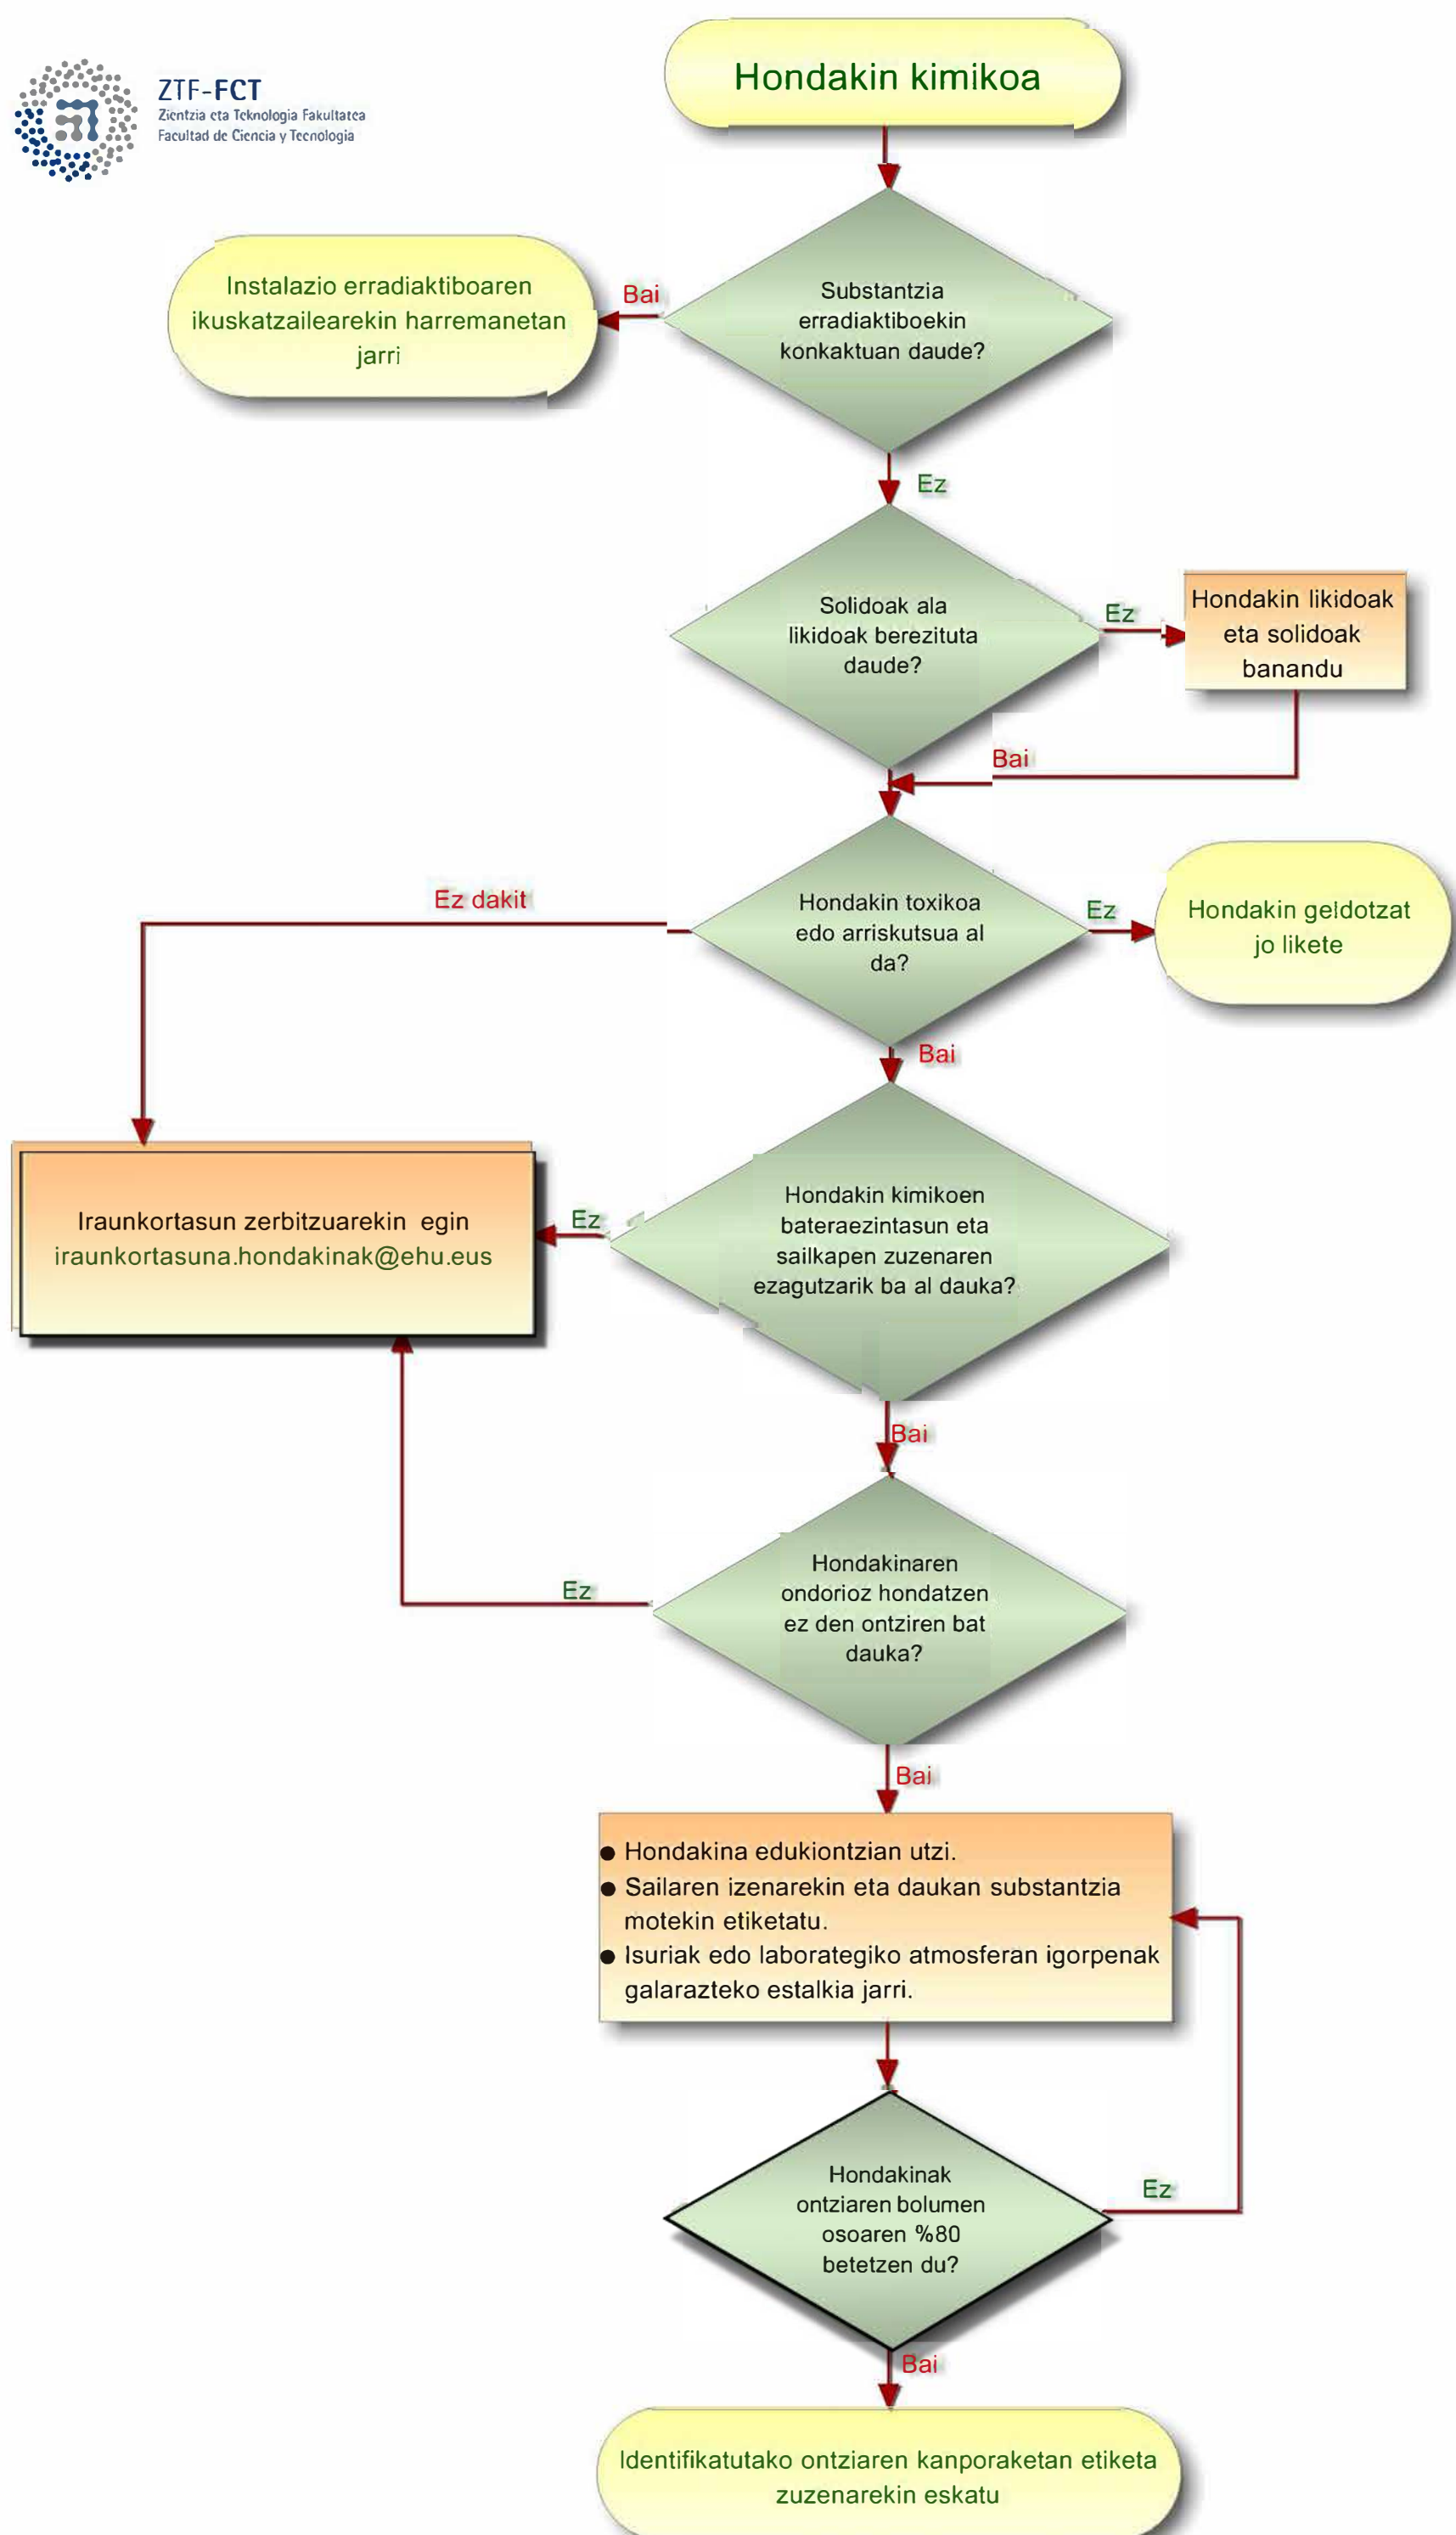 ZTF-FCT
Zientzia eta Teknologia Fakultatea
Facultad de Ciencia y Tecnologia
Hondakin kimikoa
Substantzia
erradiaktiboekin
konkaktuan daude?
Bai
Instalazio erradiaktiboaren
ikuskatzailearekin harremanetan
jarri
Ez
Solidoak ala
likidoak berezituta
daude?
Ez
Hondakin likidoak
eta solidoak
banandu
Bai
Hondakin toxikoa
edo arriskutsua al
da?
Ez dakit
Ez
Hondakin geldotzat
jo likete
Bai
Hondakin kimikoen
bateraezintasun eta
sailkapen zuzenaren
ezagutzarik ba al dauka?
Ez
Iraunkortasun zerbitzuarekin egin
iraunkortasuna.hondakinak@ehu.eus
Bai
Hondakinaren
ondorioz hondatzen
ez den ontziren bat
dauka?
Ez
Bai
● Hondakina edukiontzian utzi.
● Sailaren izenarekin eta daukan substantzia
motekin etiketatu.
● Isuriak edo laborategiko atmosferan igorpenak
galarazteko estalkia jarri.
Hondakinak
ontziaren bolumen
osoaren %80
betetzen du?
Ez
Bai
Identifikatutako ontziaren kanporaketan etiketa
zuzenarekin eskatu